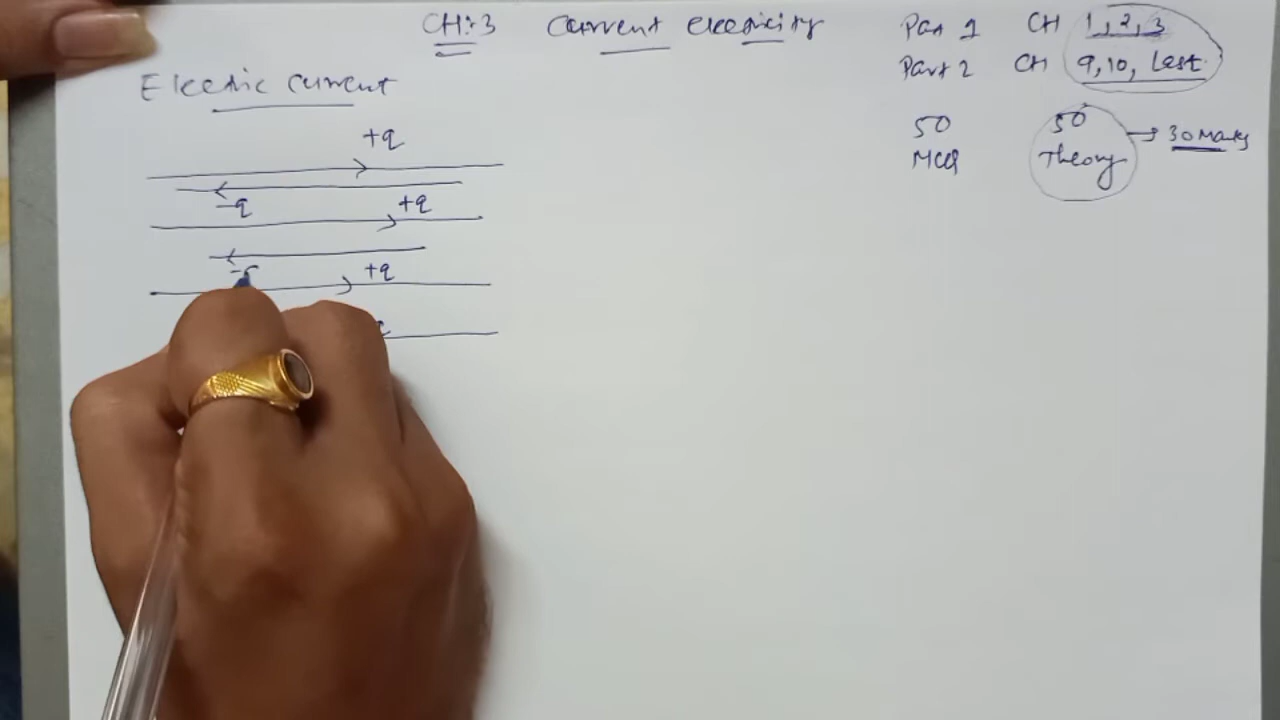 CH:-3 Current electricity
Part 1 CH 1,2,3
Part 2 CH 9,10, Last.
Electric current
50 MCQ
50 Theory → 30 Marks
+q
-q +q
+q